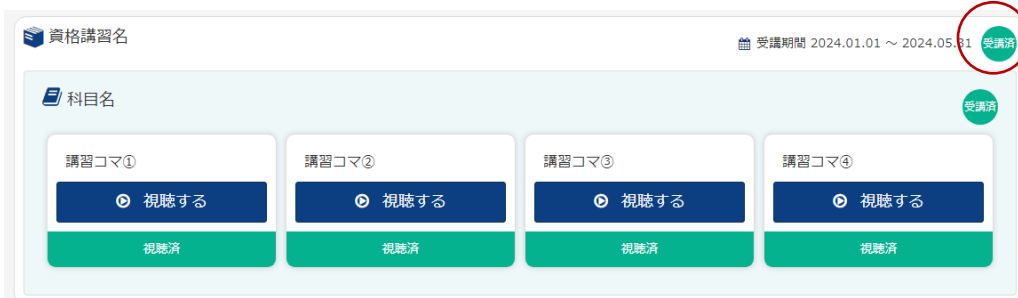 資格講習名
受講期間 2024.01.01 ～ 2024.05.31 受講済
科目名
受講済
講習コマ① 講習コマ② 講習コマ③ 講習コマ④
視聴する 視聴する 視聴する 視聴する
視聴済 視聴済 視聴済 視聴済